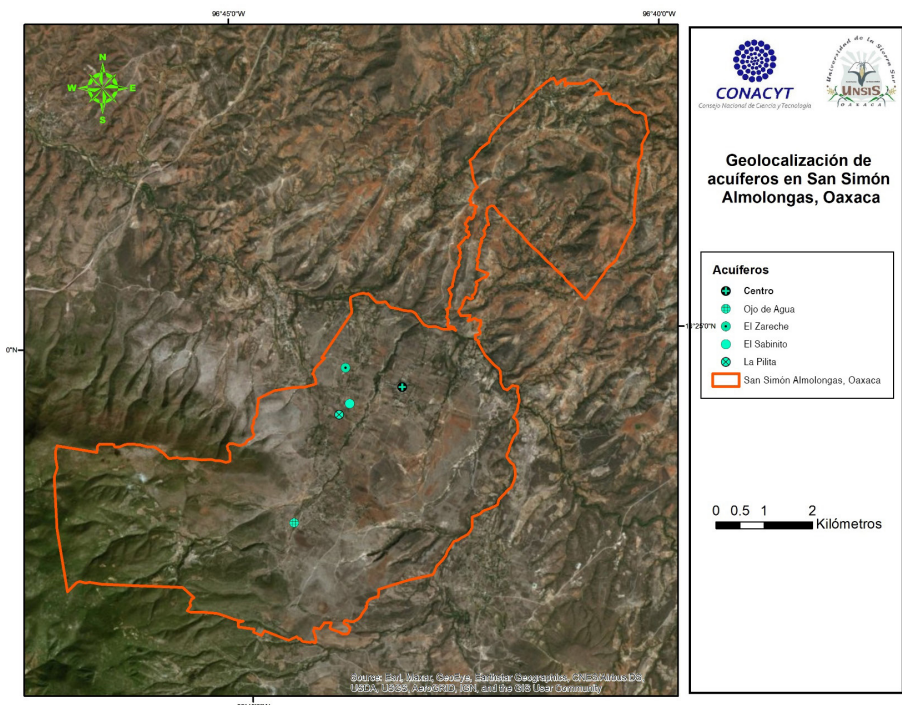 96°45'0"W
96°40'0"W
N
W
E
S
0"N
CONACYT
Consejo Nacional de Ciencia y Tecnología
Universidad de la Sierra Sur
UNSIS
OAXACA
Geolocalización de
acuíferos en San Simón
Almolongas, Oaxaca
Acuíferos
Centro
Ojo de Agua
El Zareche
El Sabinito
La Pilita
San Simón Almolongas, Oaxaca
25'0"N
0 0.5 1 2
Kilómetros
Source: Esri, Maxar, GeoEye, Earthstar Geographics, CNES/Airbus DS,
USDA, USGS, AeroGRID, IGN, and the GIS User Community